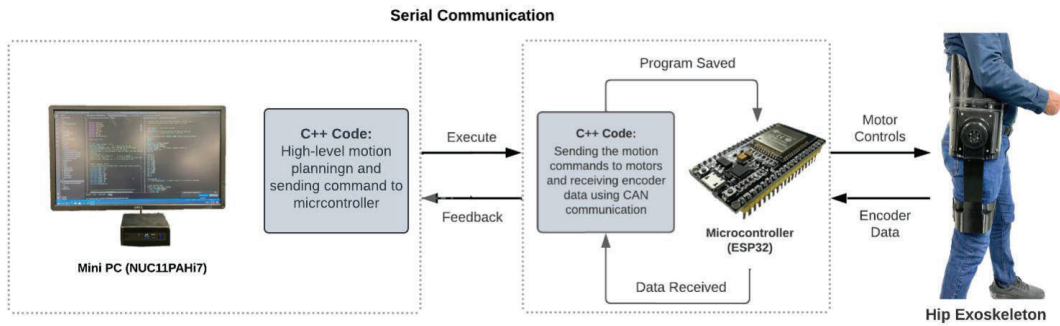 Serial Communication
C++ Code:
High-level motion
planningn and
sending command to
micrcontroller
Mini PC (NUC11PAHi7)
Execute
Feedback
Program Saved
C++ Code:
Sending the motion
commands to motors
and receiving encoder
data using CAN
communication
Microcontroller
(ESP32)
Data Received
Motor
Controls
Encoder
Data
Hip Exoskeleton